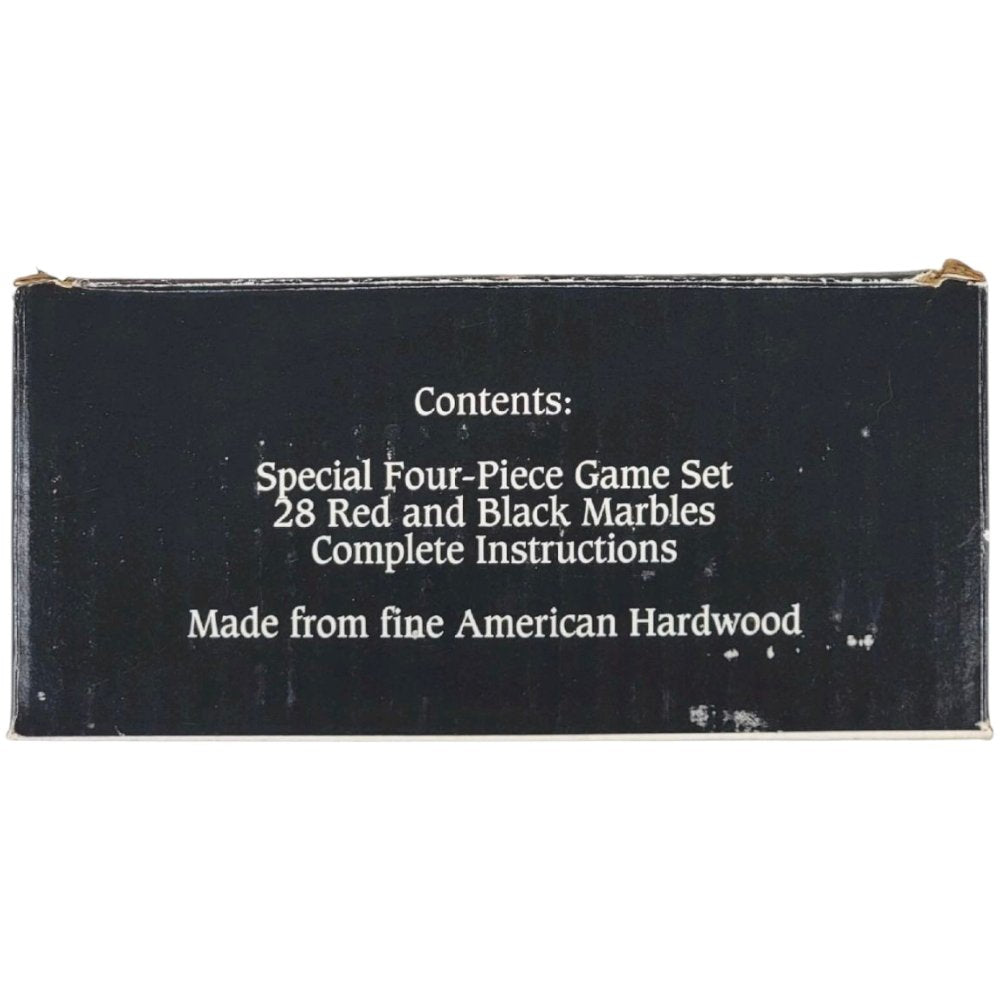 Contents:
Special Four-Piece Game Set
28 Red and Black Marbles
Complete Instructions
Made from fine American Hardwood